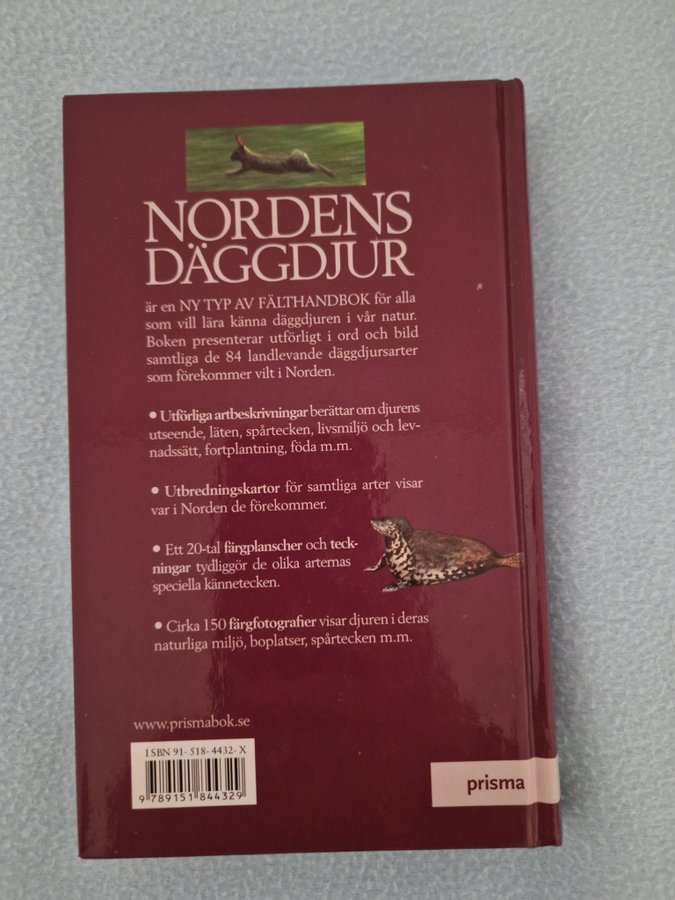 NORDENS
DÄGGDJUR
är en NY TYP AV FÄLTHANDBOK för alla
som vill lära känna däggdjuren i vår natur.
Boken presenterar utförligt i ord och bild
samtliga de 84 landlevande däggdjursarter
som förekommer vilt i Norden.
• Utförliga artbeskrivningar berättar om djurens
utseende, läten, spårtecken, livsmiljö och lev-
nadssätt, fortplantning, föda m.m.
• Utbredningskartor för samtliga arter visar
var i Norden de förekommer.
• Ett 20-tal färgplanscher och teck-
ningar tydliggör de olika arternas
speciella kännetecken.
• Cirka 150 färgfotografier visar djuren i deras
naturliga miljö, boplatser, spårtecken m.m.
www.prismabok.se
ISBN 91-518-4432-X
9 789151 844329
prisma